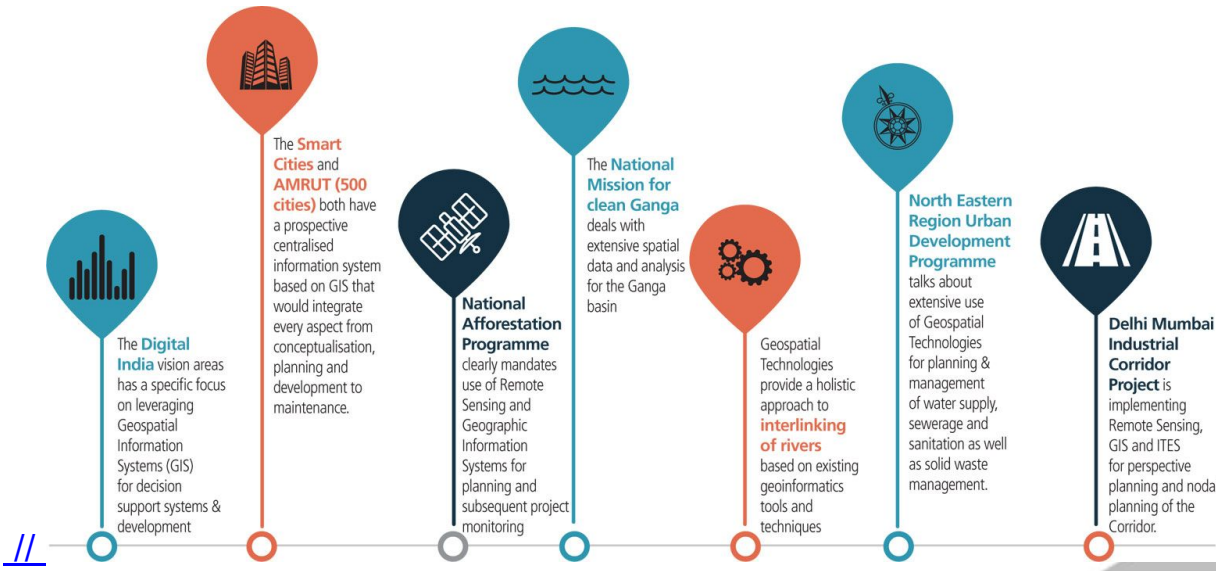 The Digital
India vision areas
has a specific focus
on leveraging
Geospatial
Information
Systems (GIS)
for decision
support systems &
development
The Smart
Cities and
AMRUT (500
cities) both have
a prospective
centralised
information system
based on GIS that
would integrate
every aspect from
conceptualisation,
planning and
development to
maintenance.
National
Afforestation
Programme
clearly mandates
use of Remote
Sensing and
Geographic
Information
Systems for
planning and
subsequent project
monitoring
The National
Mission for
clean Ganga
deals with
extensive spatial
data and analysis
for the Ganga
basin
Geospatial
Technologies
provide a holistic
approach to
interlinking
of rivers
based on existing
geoinformatics
tools and
techniques
North Eastern
Region Urban
Development
Programme
talks about
extensive use
of Geospatial
Technologies
for planning &
management
of water supply,
sewerage and
sanitation as well
as solid waste
management.
Delhi Mumbai
Industrial
Corridor
Project is
implementing
Remote Sensing,
GIS and ITES
for perspective
planning and noda
planning of the
Corridor.
//